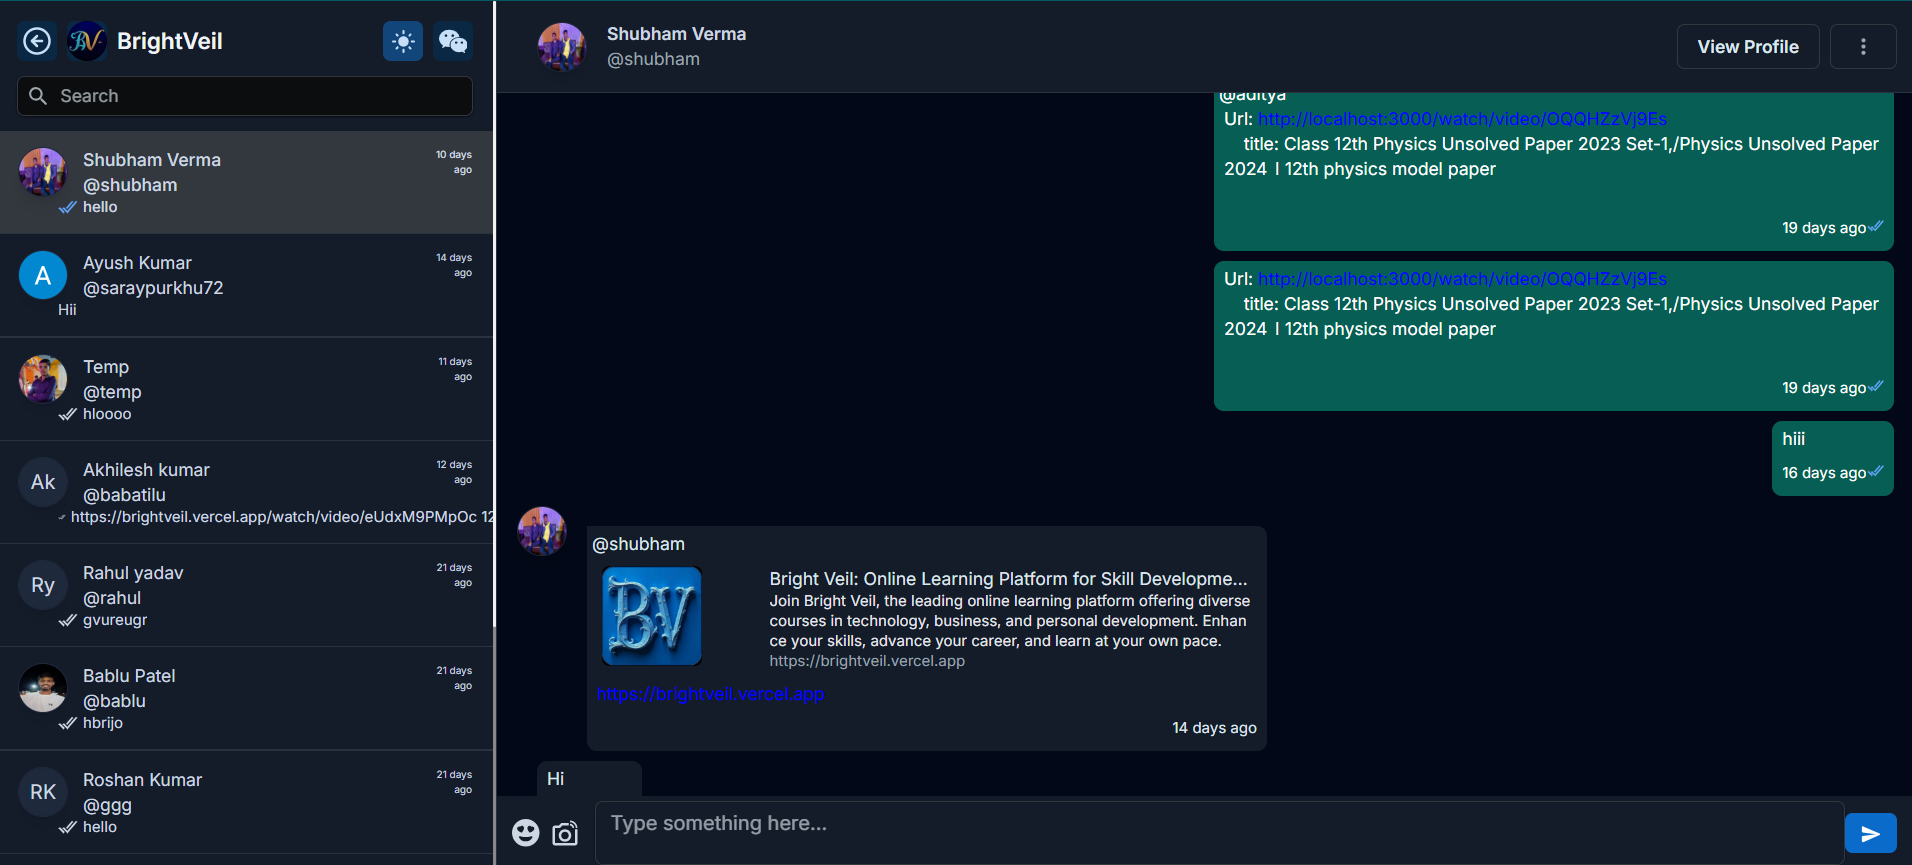 BV
BrightVeil
Search
Shubham Verma
@shubham
hello
10 days
ago
A
Ayush Kumar
@saraypurkhu72
Hii
14 days
ago
Temp
@temp
hloooo
11 days
ago
Ak
Akhilesh kumar
@babatilu
https://brightveil.vercel.app/watch/video/eUdxM9PMpOc 12
12 days
ago
Ry
Rahul yadav
@rahul
gvureugr
21 days
ago
Bablu Patel
@bablu
hbrijo
21 days
ago
RK
Roshan Kumar
@ggg
hello
21 days
ago
Shubham Verma
@shubham
View Profile
@aditya
Url: http://localhost:3000/watch/video/OQQHZzVj9Es
title: Class 12th Physics Unsolved Paper 2023 Set-1,/Physics Unsolved Paper
2024 I 12th physics model paper
19 days ago
Url: http://localhost:3000/watch/video/OQQHZzVj9Es
title: Class 12th Physics Unsolved Paper 2023 Set-1,/Physics Unsolved Paper
2024 I 12th physics model paper
19 days ago
hiii
16 days ago
@shubham
BV
Bright Veil: Online Learning Platform for Skill Developme...
Join Bright Veil, the leading online learning platform offering diverse
courses in technology, business, and personal development. Enhan
ce your skills, advance your career, and learn at your own pace.
https://brightveil.vercel.app
https://brightveil.vercel.app
14 days ago
Hi
Type something here...